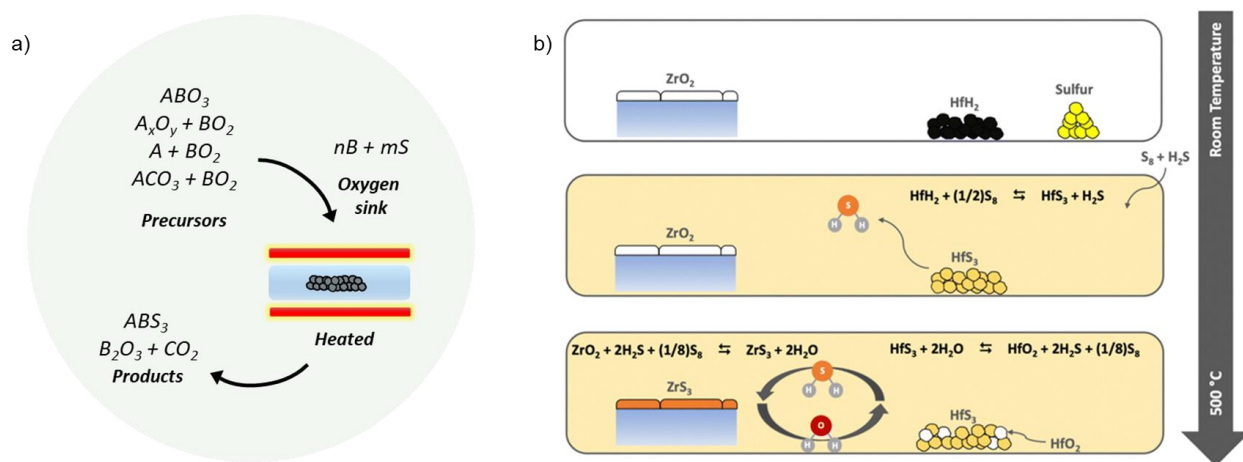 a)
ABO₃
AₓOᵧ + BO₂
A + BO₂
ACO₃ + BO₂
Precursors
nB + mS
Oxygen
sink
Heated
ABS₃
B₂O₃ + CO₂
Products
b)
ZrO₂
HfH₂
Sulfur
S₈ + H₂S
HfH₂ + (1/2)S₈ ⇆ HfS₃ + H₂S
S
H H
ZrO₂
HfS₃
ZrO₂ + 2H₂S + (1/8)S₈ ⇆ ZrS₃ + 2H₂O
HfS₃ + 2H₂O ⇆ HfO₂ + 2H₂S + (1/8)S₈
ZrS₃
S
H H
O
H H
HfS₃
HfO₂
Room Temperature
500 °C